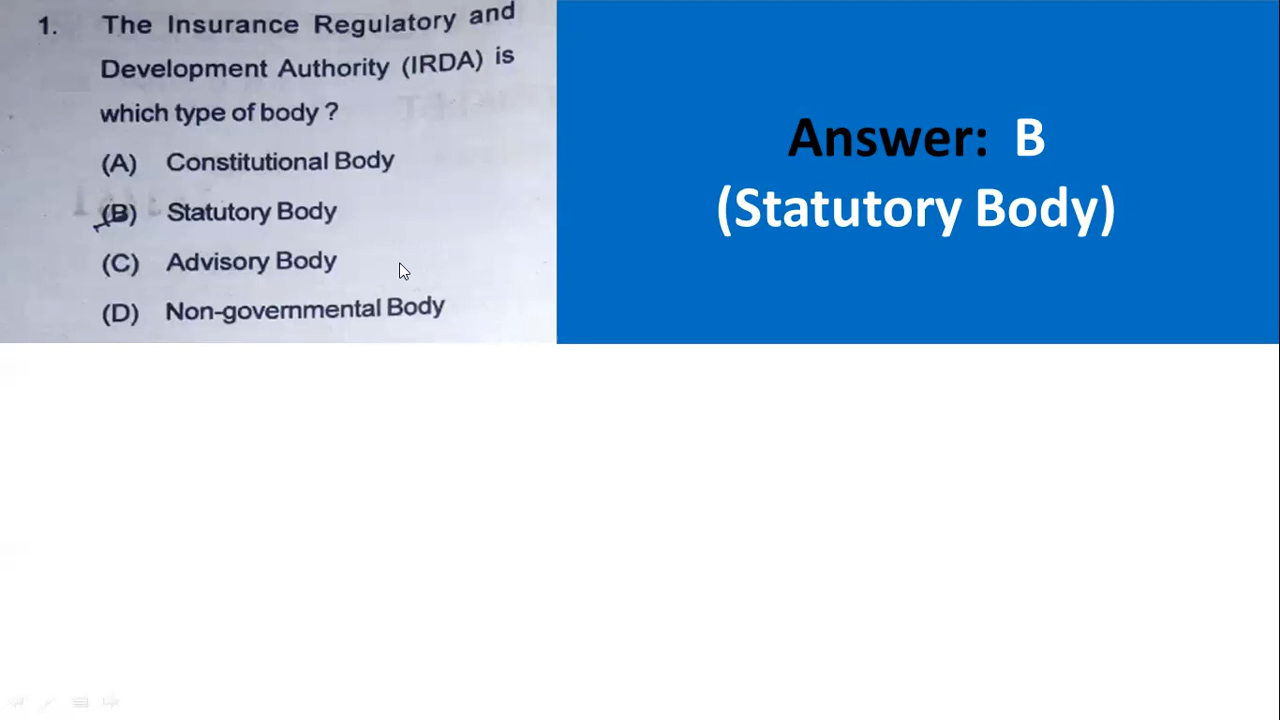 1. The Insurance Regulatory and
Development Authority (IRDA) is
which type of body ?
(A) Constitutional Body
(B) Statutory Body
(C) Advisory Body
(D) Non-governmental Body
Answer: B
(Statutory Body)